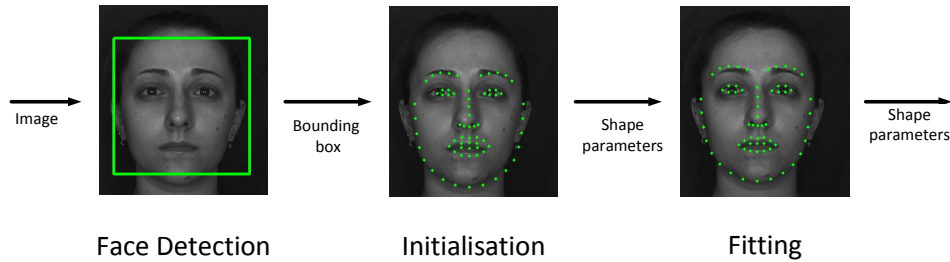 Image
Bounding
box
Shape
parameters
Shape
parameters
Face Detection
Initialisation
Fitting